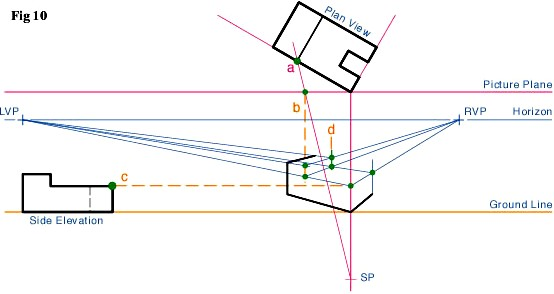 Fig 10
Plan View
a
Picture Plane
b
LVP
RVP
Horizon
d
c
Ground Line
Side Elevation
SP